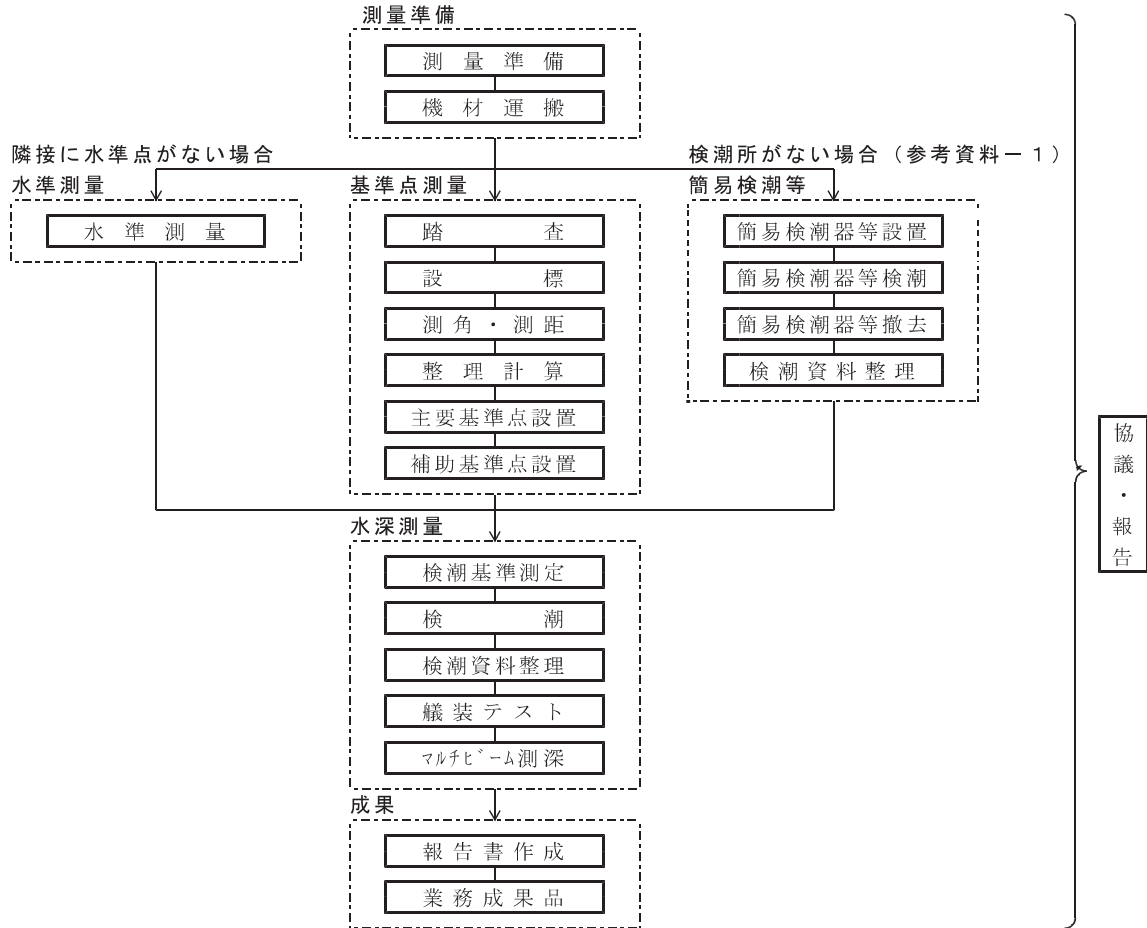 測量準備
測量準備
機材運搬
隣接に水準点がない場合
検潮所がない場合（参考資料－１）
水準測量
基準点測量
簡易検潮等
水準測量
踏査
設標
測角・測距
整理計算
主要基準点設置
補助基準点設置
簡易検潮器等設置
簡易検潮器等検潮
簡易検潮器等撤去
検潮資料整理
水深測量
検潮基準測定
検潮
検潮資料整理
艤装テスト
ﾏﾙﾁﾋﾞｰﾑ測深
成果
報告書作成
業務成果品
協議・報告